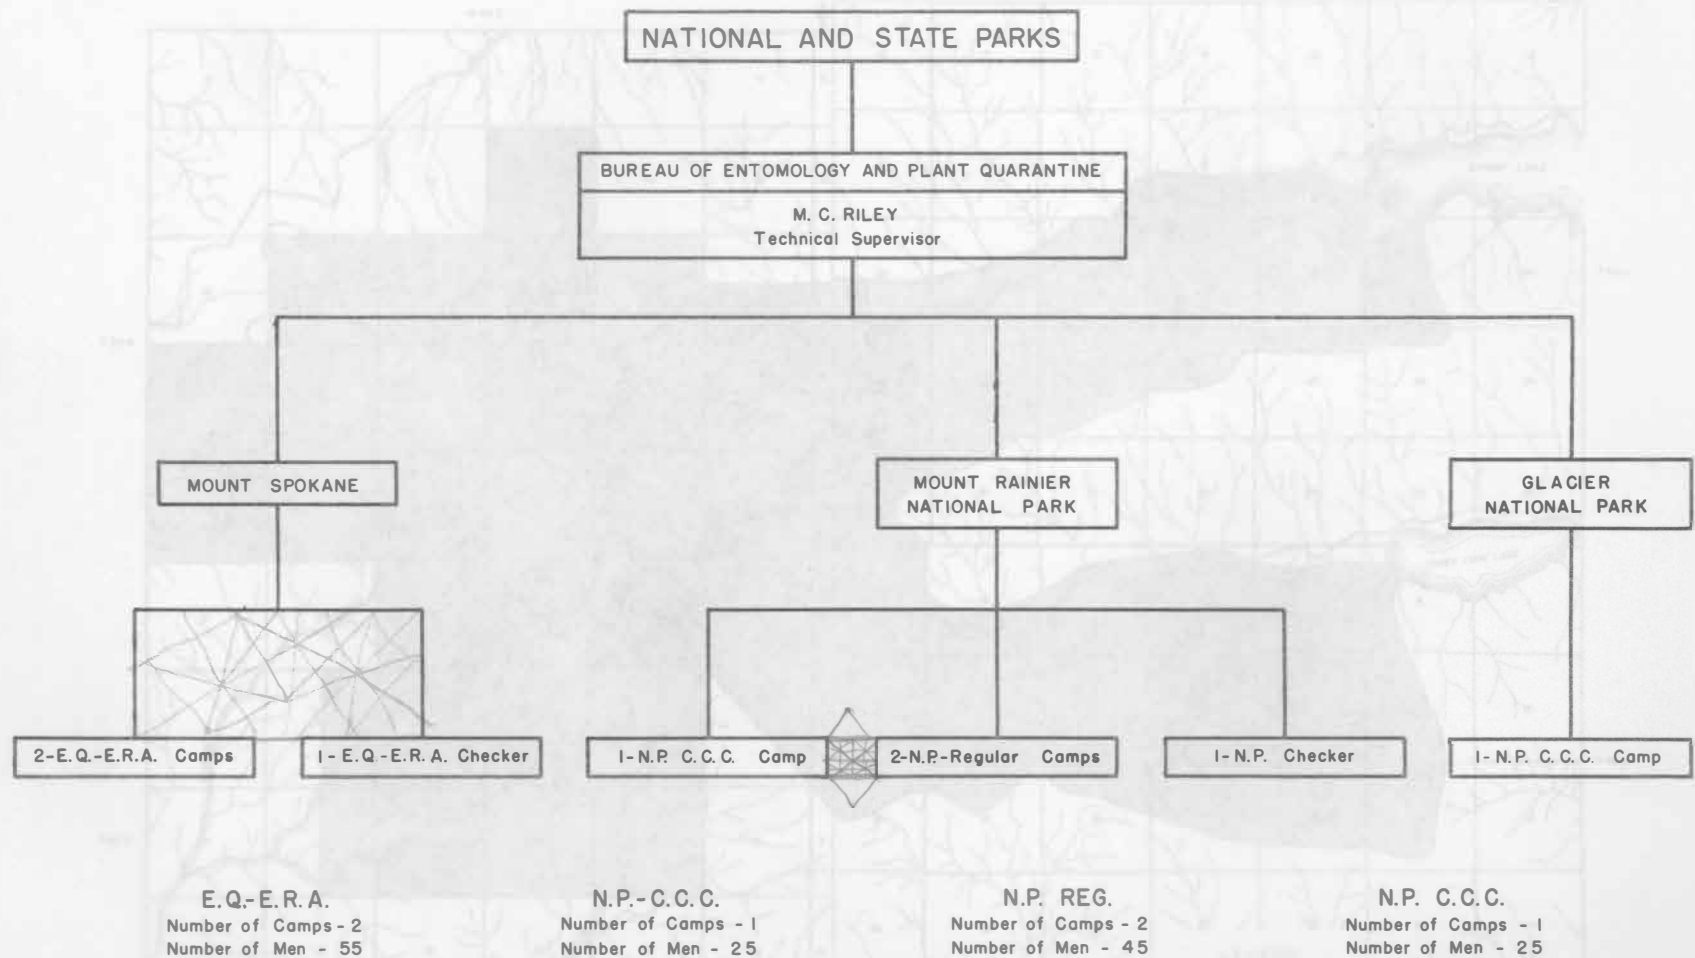 NATIONAL AND STATE PARKS
BUREAU OF ENTOMOLOGY AND PLANT QUARANTINE
M. C. RILEY
Technical Supervisor
MOUNT SPOKANE
MOUNT RAINIER
NATIONAL PARK
GLACIER
NATIONAL PARK
2-E.Q.-E.R.A. Camps
1-E.Q.-E.R.A. Checker
1-N.P. C.C.C. Camp
2-N.P.-Regular Camps
1-N.P. Checker
1-N.P. C.C.C. Camp
E.Q.-E.R.A.
Number of Camps - 2
Number of Men - 55
N.P.-C.C.C.
Number of Camps - 1
Number of Men - 25
N.P. REG.
Number of Camps - 2
Number of Men - 45
N.P. C.C.C.
Number of Camps - 1
Number of Men - 25